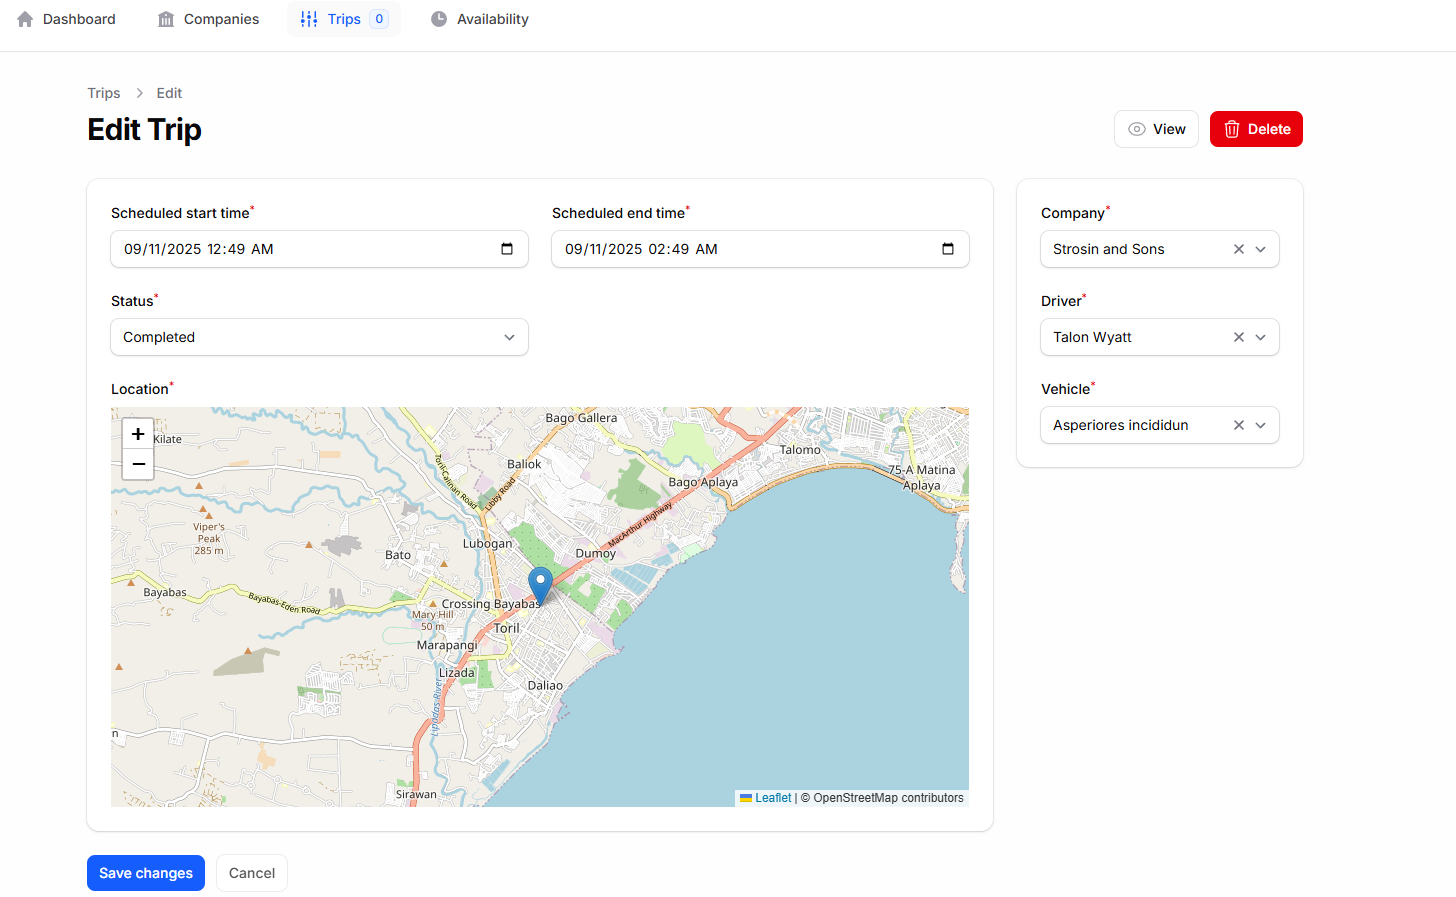 Dashboard Companies Trips 0 Availability
Trips > Edit
Edit Trip
View Delete
Scheduled start time* Scheduled end time*
09/11/2025 12:49 AM 09/11/2025 02:49 AM
Status*
Completed
Location*
+
−
Kilate
Bago Gallera
Baliok
Talomo
Toril-Calinan Road
Libby Road
Bago Aplaya
75-A Matina
Aplaya
MacArthur Highway
Viper's
Peak
285 m
Bato
Lubogan
Dumoy
Bayabas
Bayabas-Eden Road
Crossing Bayabas
Mary Hill
50 m
Toril
Marapangi
Lizada
Daliao
Lipadas River
n
Sirawan
Leaflet | © OpenStreetMap contributors
Company*
Strosin and Sons
Driver*
Talon Wyatt
Vehicle*
Asperiores incididun
Save changes Cancel